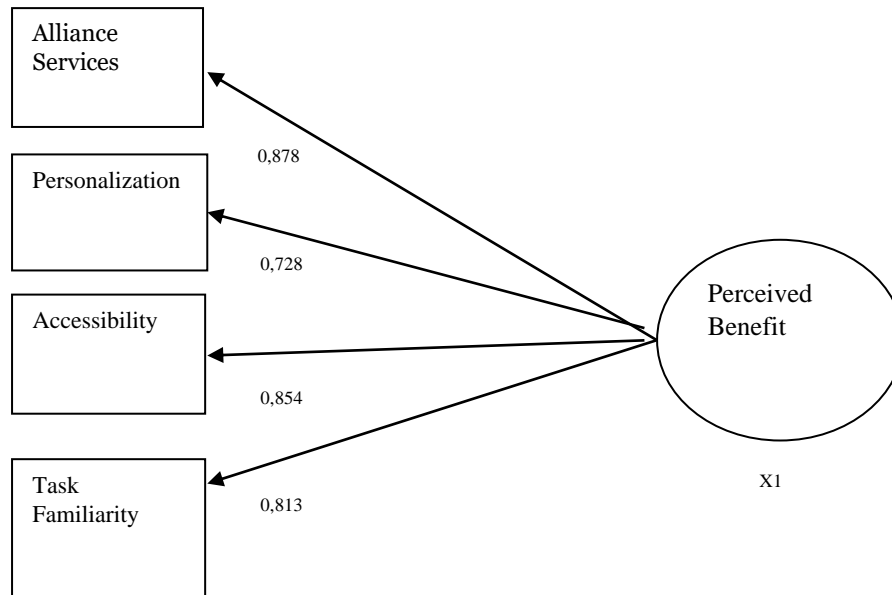 Alliance
Services
0,878
Personalization
0,728
Perceived
Benefit
Accessibility
0,854
X1
Task
Familiarity
0,813